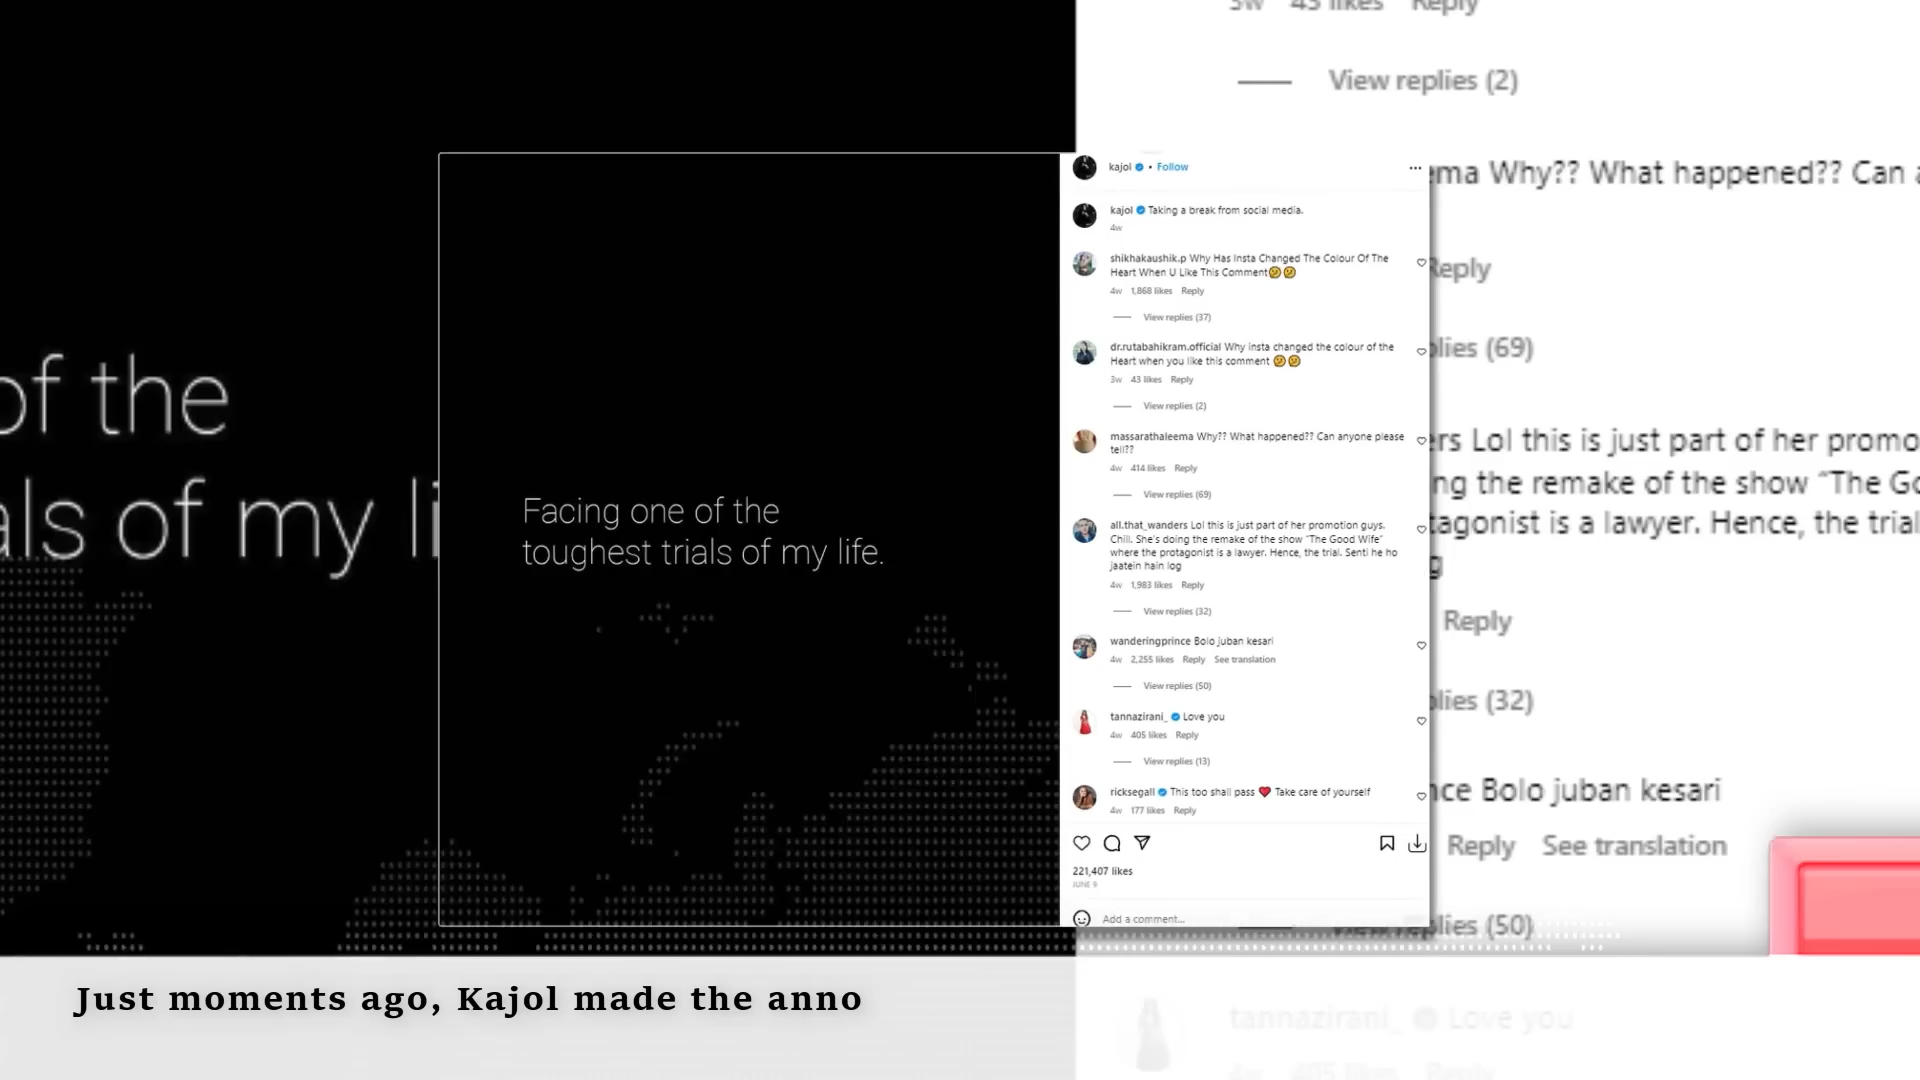 3w 43 likes Reply
View replies (2)
of the
als of my li
Facing one of the
toughest trials of my life.
kajol • Follow
kajol Taking a break from social media.
4w
shikhakaushik.p Why Has Insta Changed The Colour Of The
Heart When U Like This Comment🫤🫤
4w 1,868 likes Reply
View replies (37)
dr.rutabahikram.official Why insta changed the colour of the
Heart when you like this comment 🫤🫤
3w 43 likes Reply
View replies (2)
massarathaleema Why?? What happened?? Can anyone please
tell??
4w 414 likes Reply
View replies (69)
all.that_wanders Lol this is just part of her promotion guys.
Chill. She's doing the remake of the show "The Good Wife"
where the protagonist is a lawyer. Hence, the trial. Senti he ho
jaatein hain log
4w 1,983 likes Reply
View replies (32)
wanderingprince Bolo juban kesari
4w 2,255 likes Reply See translation
View replies (50)
tannazirani_ Love you
4w 405 likes Reply
View replies (13)
ricksegall This too shall pass ❤️ Take care of yourself
4w 177 likes Reply
221,407 likes
JUNE 9
Add a comment...
ema Why?? What happened?? Can a
Reply
plies (69)
ers Lol this is just part of her promo
ng the remake of the show "The Go
tagonist is a lawyer. Hence, the trial
g
Reply
plies (32)
nce Bolo juban kesari
Reply See translation
View replies (50)
tannazirani_ Love you
4w 405 likes Reply
Just moments ago, Kajol made the anno